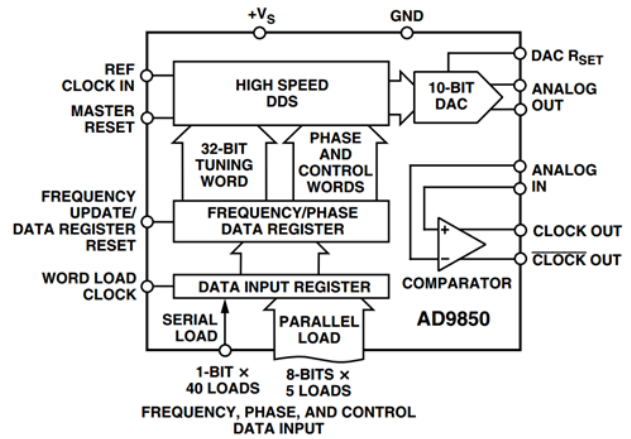 +VS
GND
REF
CLOCK IN
MASTER
RESET
FREQUENCY
UPDATE/
DATA REGISTER
RESET
WORD LOAD
CLOCK
HIGH SPEED
DDS
32-BIT
TUNING
WORD
PHASE
AND
CONTROL
WORDS
FREQUENCY/PHASE
DATA REGISTER
DATA INPUT REGISTER
SERIAL
LOAD
PARALLEL
LOAD
10-BIT
DAC
DAC RSET
ANALOG
OUT
ANALOG
IN
+
–
CLOCK OUT
CLOCK OUT
COMPARATOR
AD9850
1-BIT ×
40 LOADS
8-BITS ×
5 LOADS
FREQUENCY, PHASE, AND CONTROL
DATA INPUT